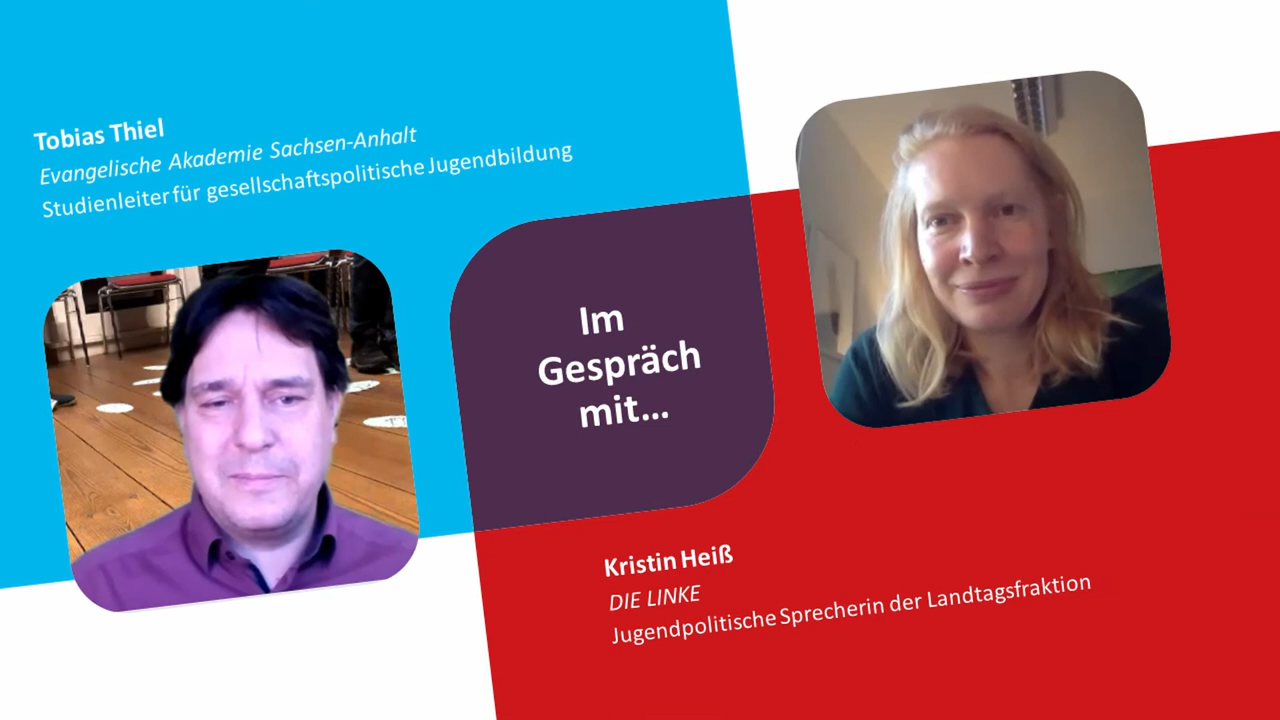 Tobias Thiel
Evangelische Akademie Sachsen-Anhalt
Studienleiter für gesellschaftspolitische Jugendbildung
Im
Gespräch
mit...
Kristin Heiß
DIE LINKE
Jugendpolitische Sprecherin der Landtagsfraktion